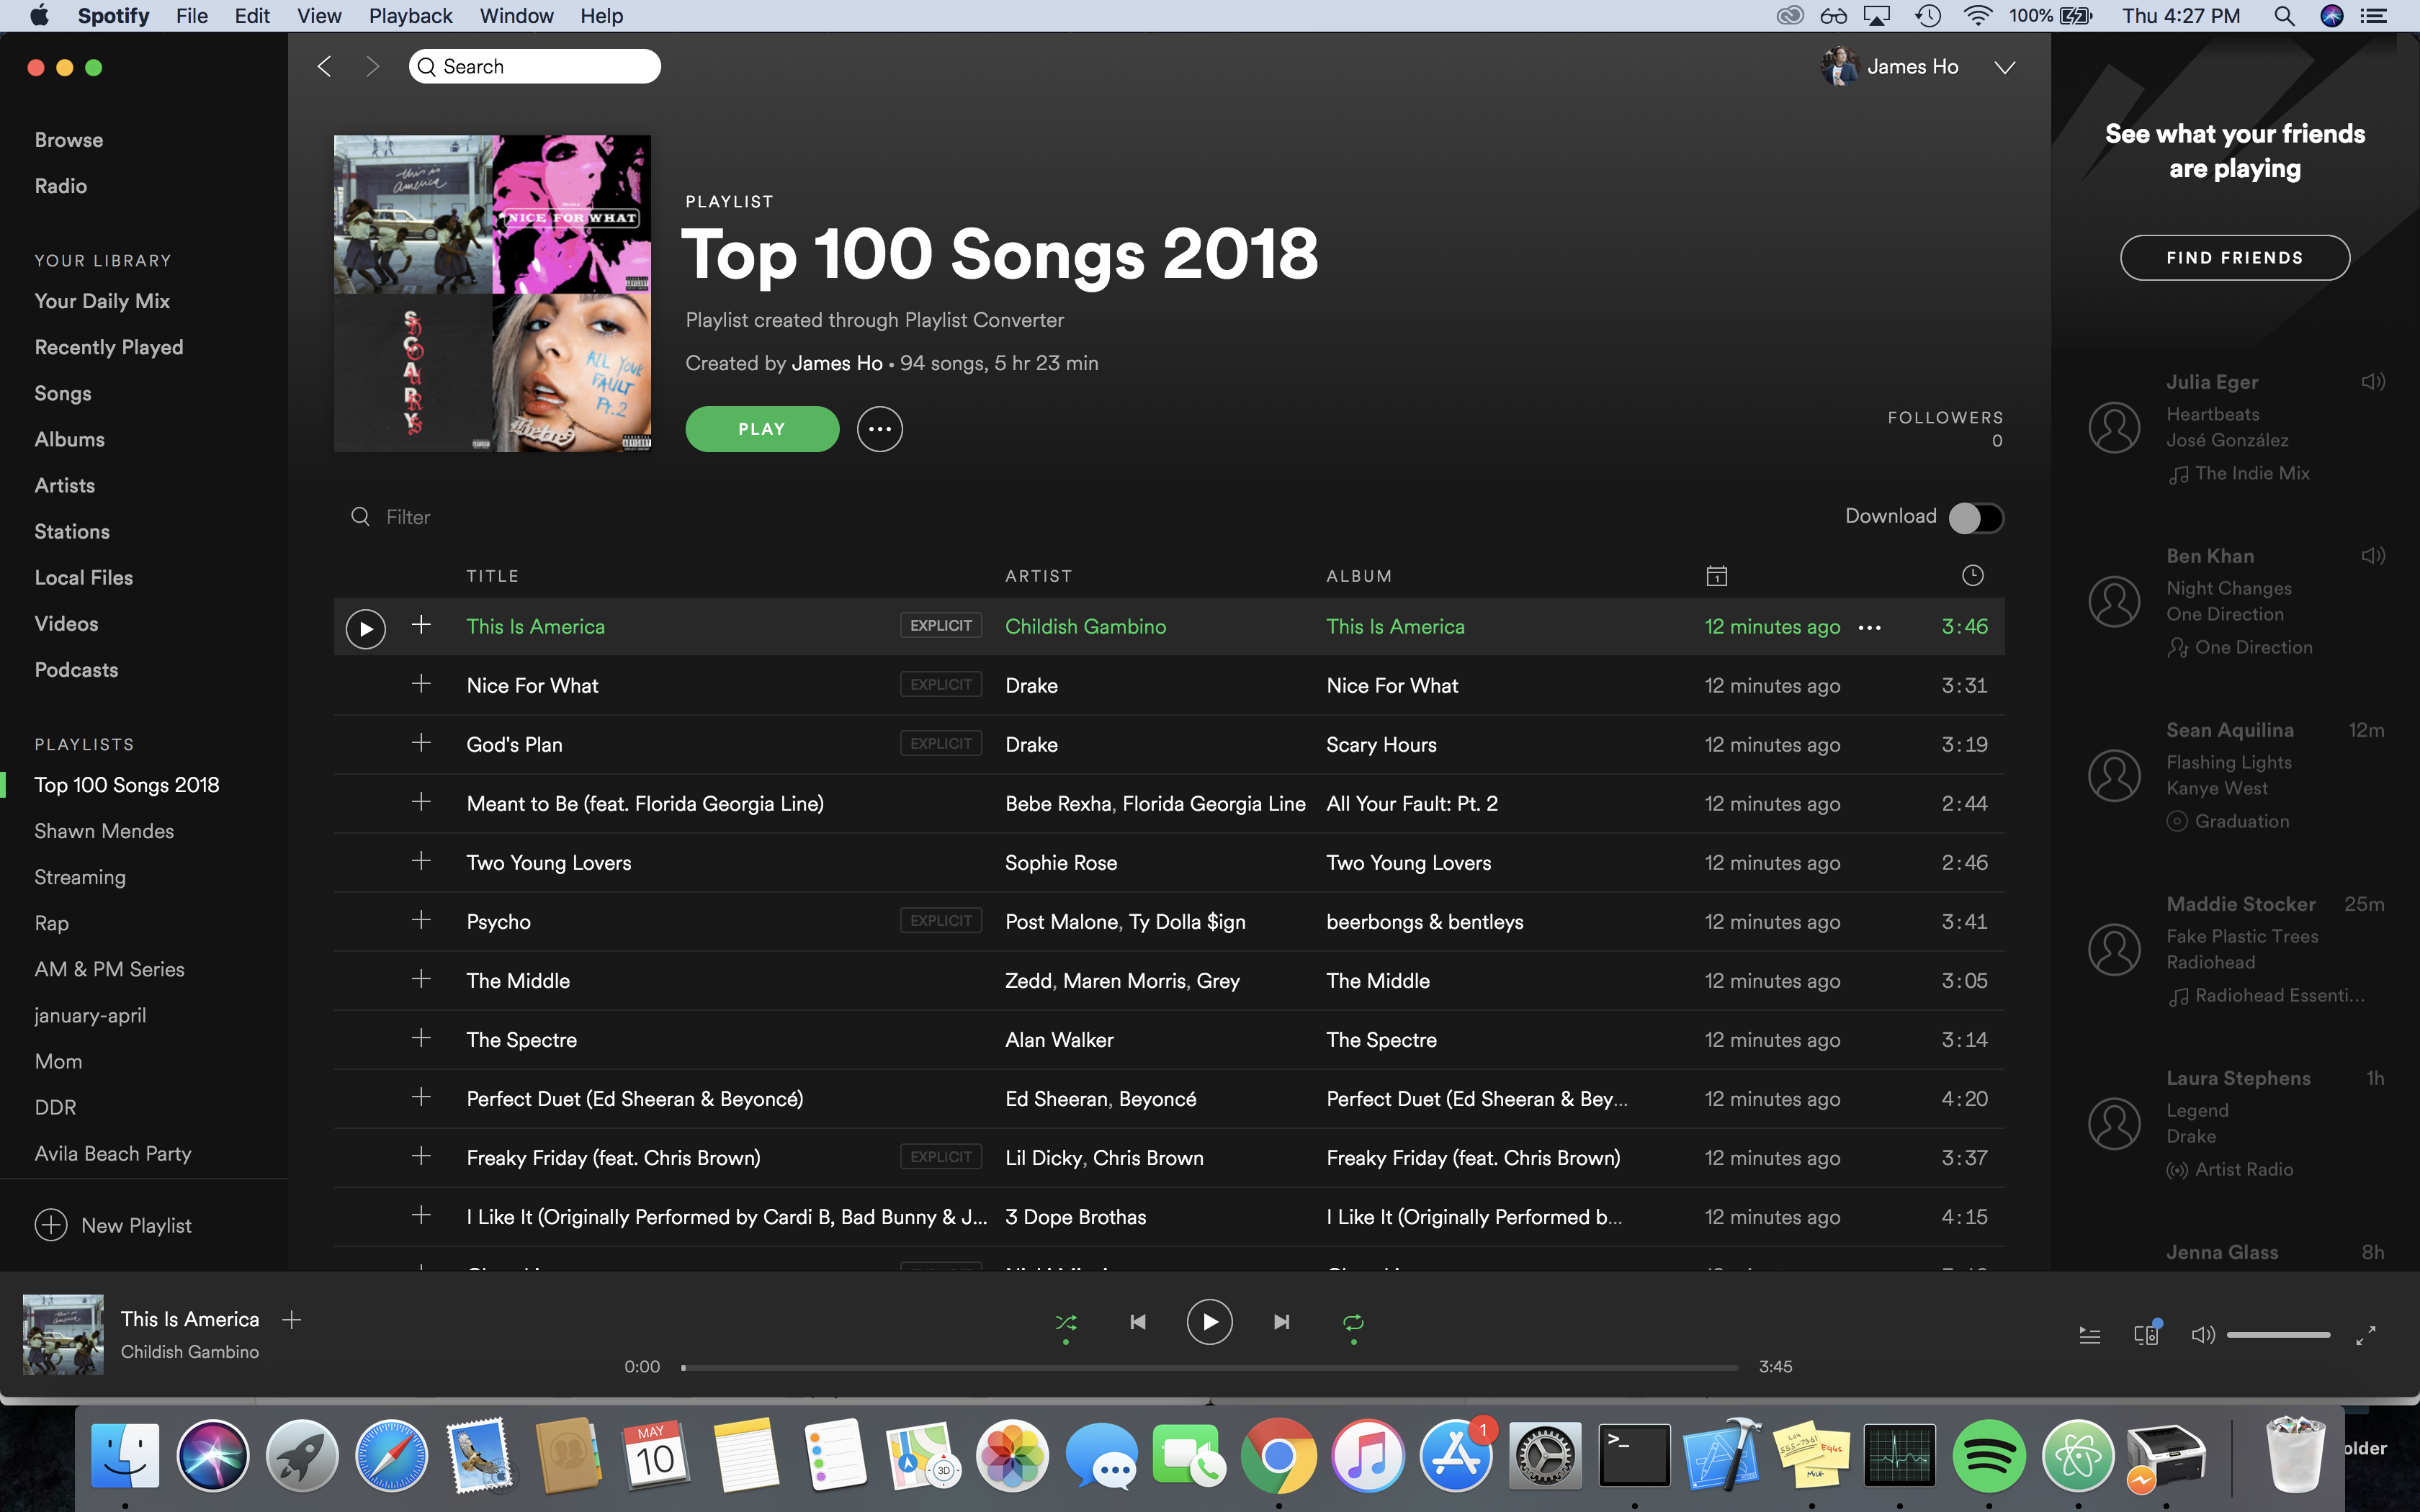 Spotify File Edit View Playback Window Help 100% Thu 4:27 PM
Search
James Ho
Browse
Radio
YOUR LIBRARY
Your Daily Mix
Recently Played
Songs
Albums
Artists
Stations
Local Files
Videos
Podcasts
PLAYLISTS
Top 100 Songs 2018
Shawn Mendes
Streaming
Rap
AM & PM Series
january-april
Mom
DDR
Avila Beach Party
New Playlist
this is
america
NICE FOR WHAT
SCARY
HOURS
ALL YOUR
FAULT
Pt.2
PLAYLIST
Top 100 Songs 2018
Playlist created through Playlist Converter
Created by James Ho • 94 songs, 5 hr 23 min
PLAY
FOLLOWERS
0
Filter
Download
TITLE ARTIST ALBUM
This Is America EXPLICIT Childish Gambino This Is America 12 minutes ago 3:46
Nice For What EXPLICIT Drake Nice For What 12 minutes ago 3:31
God's Plan EXPLICIT Drake Scary Hours 12 minutes ago 3:19
Meant to Be (feat. Florida Georgia Line) Bebe Rexha, Florida Georgia Line All Your Fault: Pt. 2 12 minutes ago 2:44
Two Young Lovers Sophie Rose Two Young Lovers 12 minutes ago 2:46
Psycho EXPLICIT Post Malone, Ty Dolla $ign beerbongs & bentleys 12 minutes ago 3:41
The Middle Zedd, Maren Morris, Grey The Middle 12 minutes ago 3:05
The Spectre Alan Walker The Spectre 12 minutes ago 3:14
Perfect Duet (Ed Sheeran & Beyoncé) Ed Sheeran, Beyoncé Perfect Duet (Ed Sheeran & Bey... 12 minutes ago 4:20
Freaky Friday (feat. Chris Brown) EXPLICIT Lil Dicky, Chris Brown Freaky Friday (feat. Chris Brown) 12 minutes ago 3:37
I Like It (Originally Performed by Cardi B, Bad Bunny & J... 3 Dope Brothas I Like It (Originally Performed b... 12 minutes ago 4:15
See what your friends
are playing
FIND FRIENDS
Julia Eger
Heartbeats
José González
The Indie Mix
Ben Khan
Night Changes
One Direction
One Direction
Sean Aquilina 12m
Flashing Lights
Kanye West
Graduation
Maddie Stocker 25m
Fake Plastic Trees
Radiohead
Radiohead Essenti...
Laura Stephens 1h
Legend
Drake
Artist Radio
Jenna Glass 8h
This Is America
Childish Gambino
0:00 3:45
MAY
10
3D
1
>_
EGGS
MILK
older